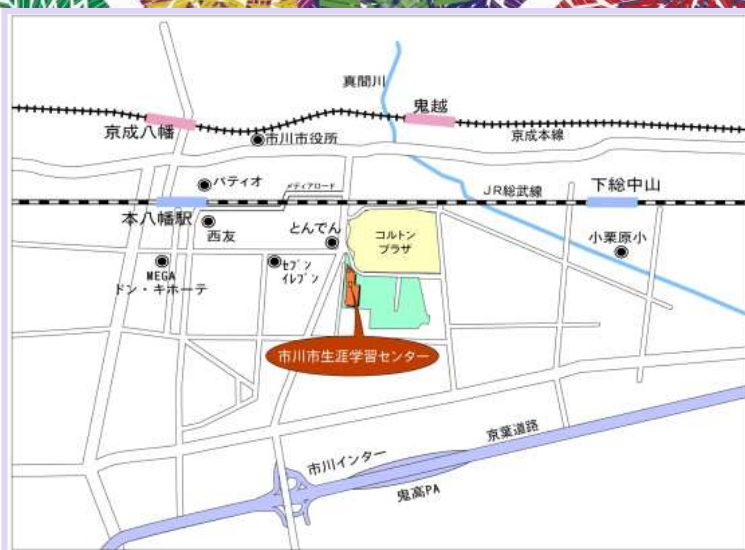 真間川
鬼越
京成八幡
市川市役所
京成本線
パティオ
メディアロード
JR総武線
下総中山
本八幡駅
西友
とんでん
コルトン
プラザ
小栗原小
MEGA
ドン・キホーテ
セブン
イレブン
市川市生涯学習センター
市川インター
京葉道路
鬼高PA